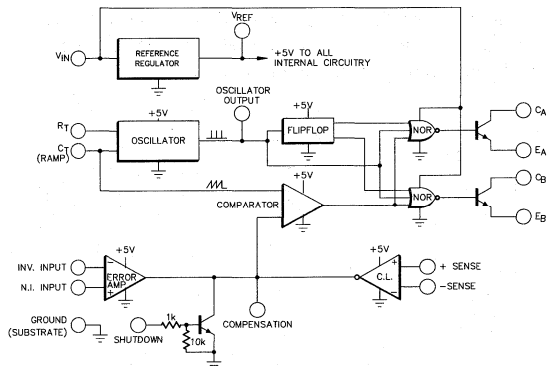 VREF
VIN
REFERENCE
REGULATOR
+5V TO ALL
INTERNAL CIRCUITRY
+5V
OSCILLATOR
OUTPUT
+5V
CA
RT
OSCILLATOR
FLIPFLOP
NOR
CT
(RAMP)
EA
CB
+5V
NOR
COMPARATOR
EB
+5V
+5V
INV. INPUT
−
ERROR
AMP
+
C.L.
+
−
+ SENSE
N.I. INPUT
−SENSE
GROUND
(SUBSTRATE)
1k
COMPENSATION
SHUTDOWN
10k